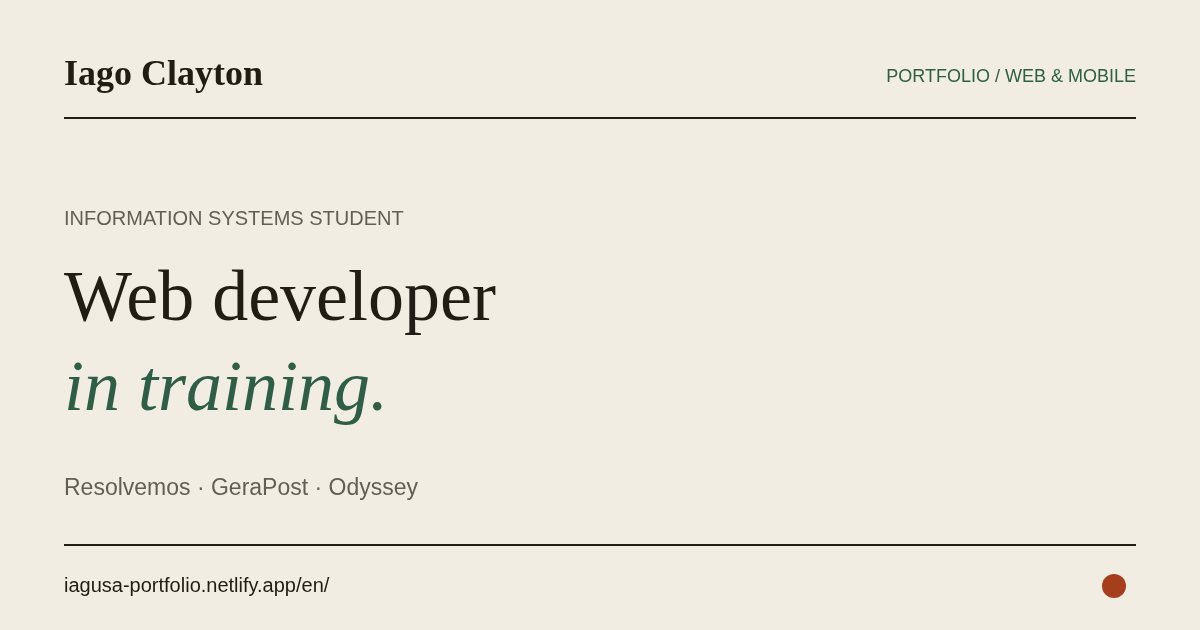 Iago Clayton
PORTFOLIO / WEB & MOBILE
INFORMATION SYSTEMS STUDENT
Web developer
in training.
Resolvemos · GeraPost · Odyssey
iagusa-portfolio.netlify.app/en/